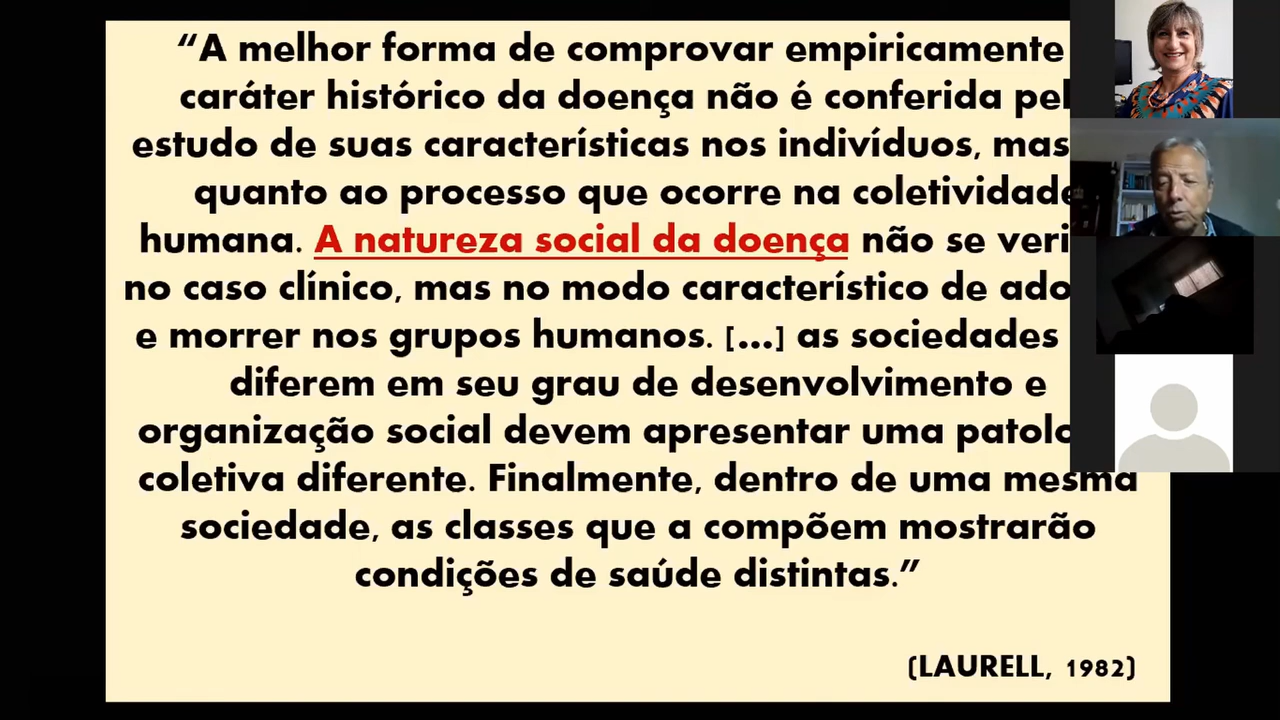 “A melhor forma de comprovar empiricamente
caráter histórico da doença não é conferida
estudo de suas características nos indivíduos, mas
quanto ao processo que ocorre na coletividade
humana. A natureza social da doença não se
no caso clínico, mas no modo característico de
e morrer nos grupos humanos. [...] as sociedades
diferem em seu grau de desenvolvimento e
organização social devem apresentar uma
coletiva diferente. Finalmente, dentro de uma mesma
sociedade, as classes que a compõem mostrarão
condições de saúde distintas.”
(LAURELL, 1982)